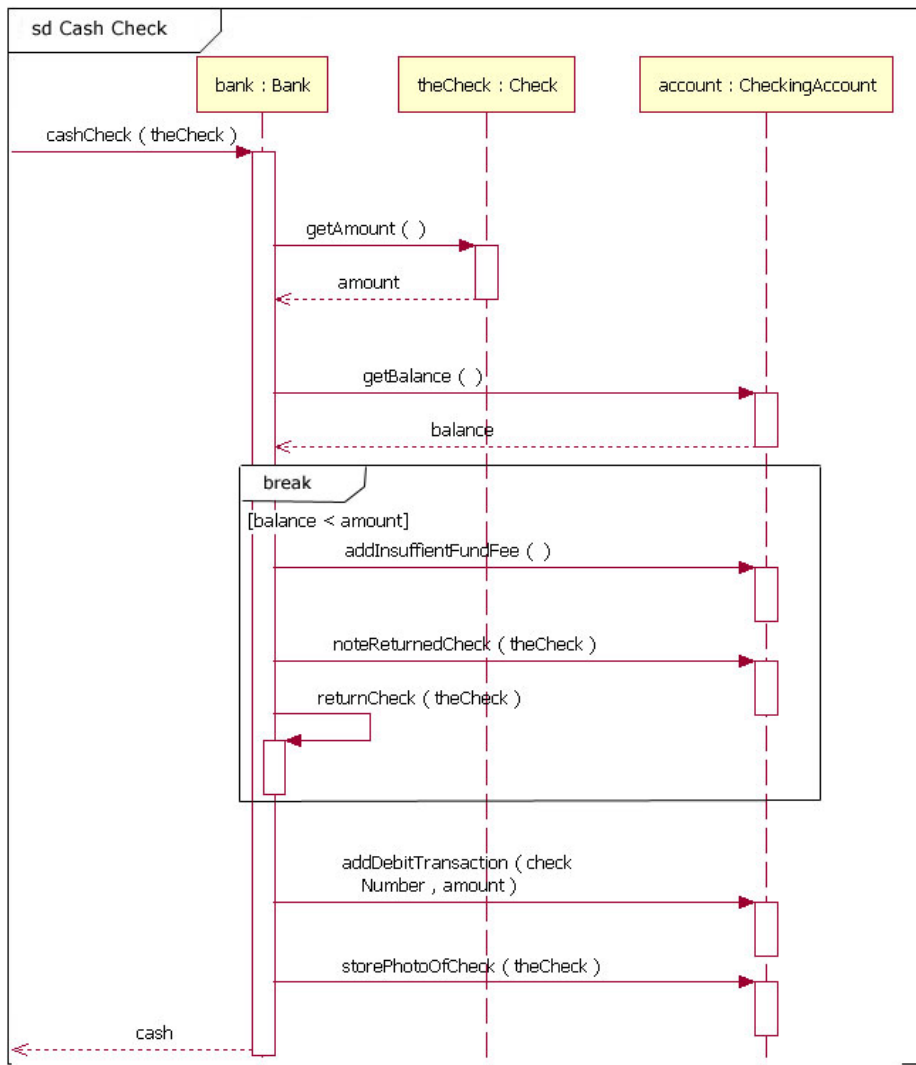 sd Cash Check
bank : Bank
theCheck : Check
account : CheckingAccount
cashCheck ( theCheck )
getAmount ( )
amount
getBalance ( )
balance
break
[balance < amount]
addInsuffientFundFee ( )
noteReturnedCheck ( theCheck )
returnCheck ( theCheck )
addDebitTransaction ( check
Number , amount )
storePhotoOfCheck ( theCheck )
cash